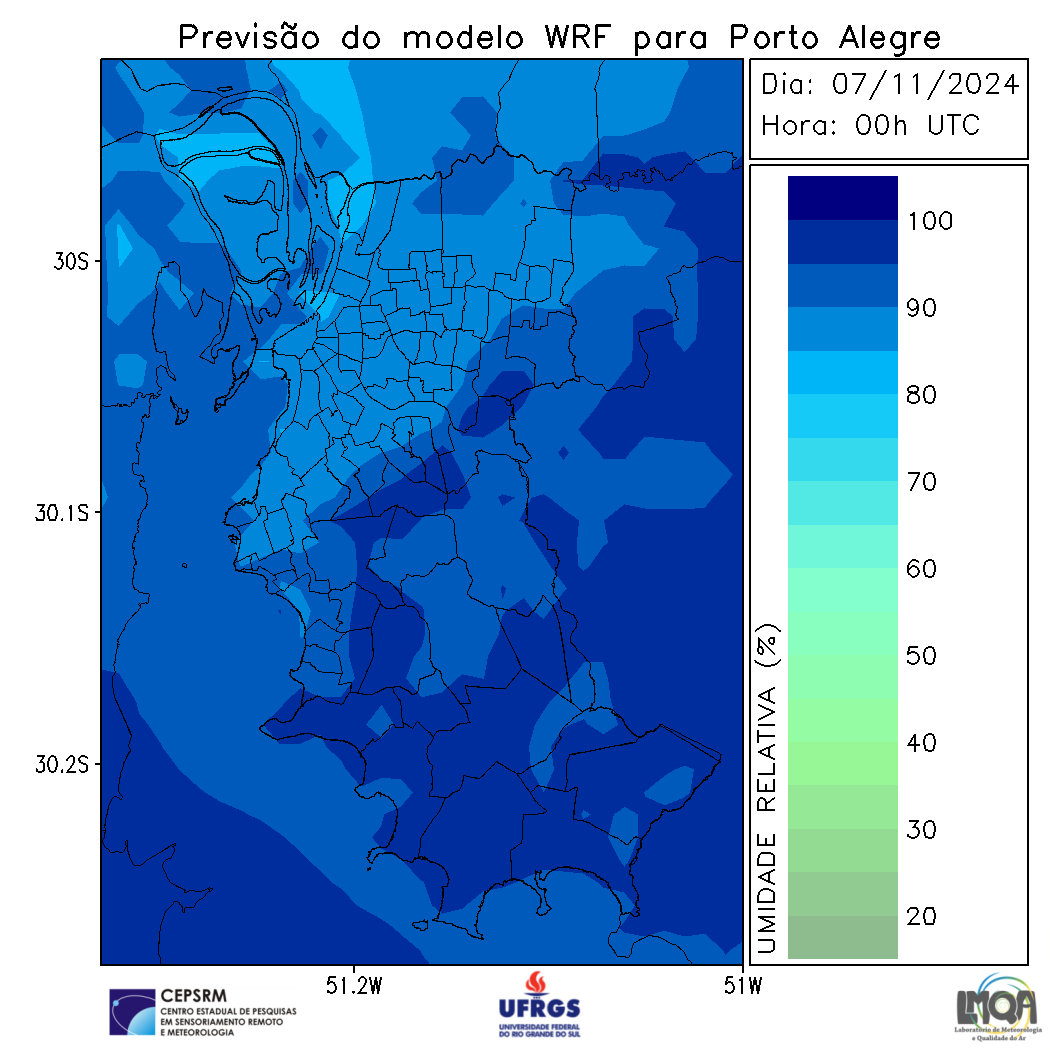 Previsão do modelo WRF para Porto Alegre
Dia: 07/11/2024
Hora: 00h UTC
30S
30.1S
30.2S
51.2W
51W
UMIDADE RELATIVA (%)
100
90
80
70
60
50
40
30
20
CEPSRM
CENTRO ESTADUAL DE PESQUISAS
EM SENSORIAMENTO REMOTO
E METEOROLOGIA
UFRGS
UNIVERSIDADE FEDERAL
DO RIO GRANDE DO SUL
LMQA
Laboratório de Meteorologia
e Qualidade do Ar